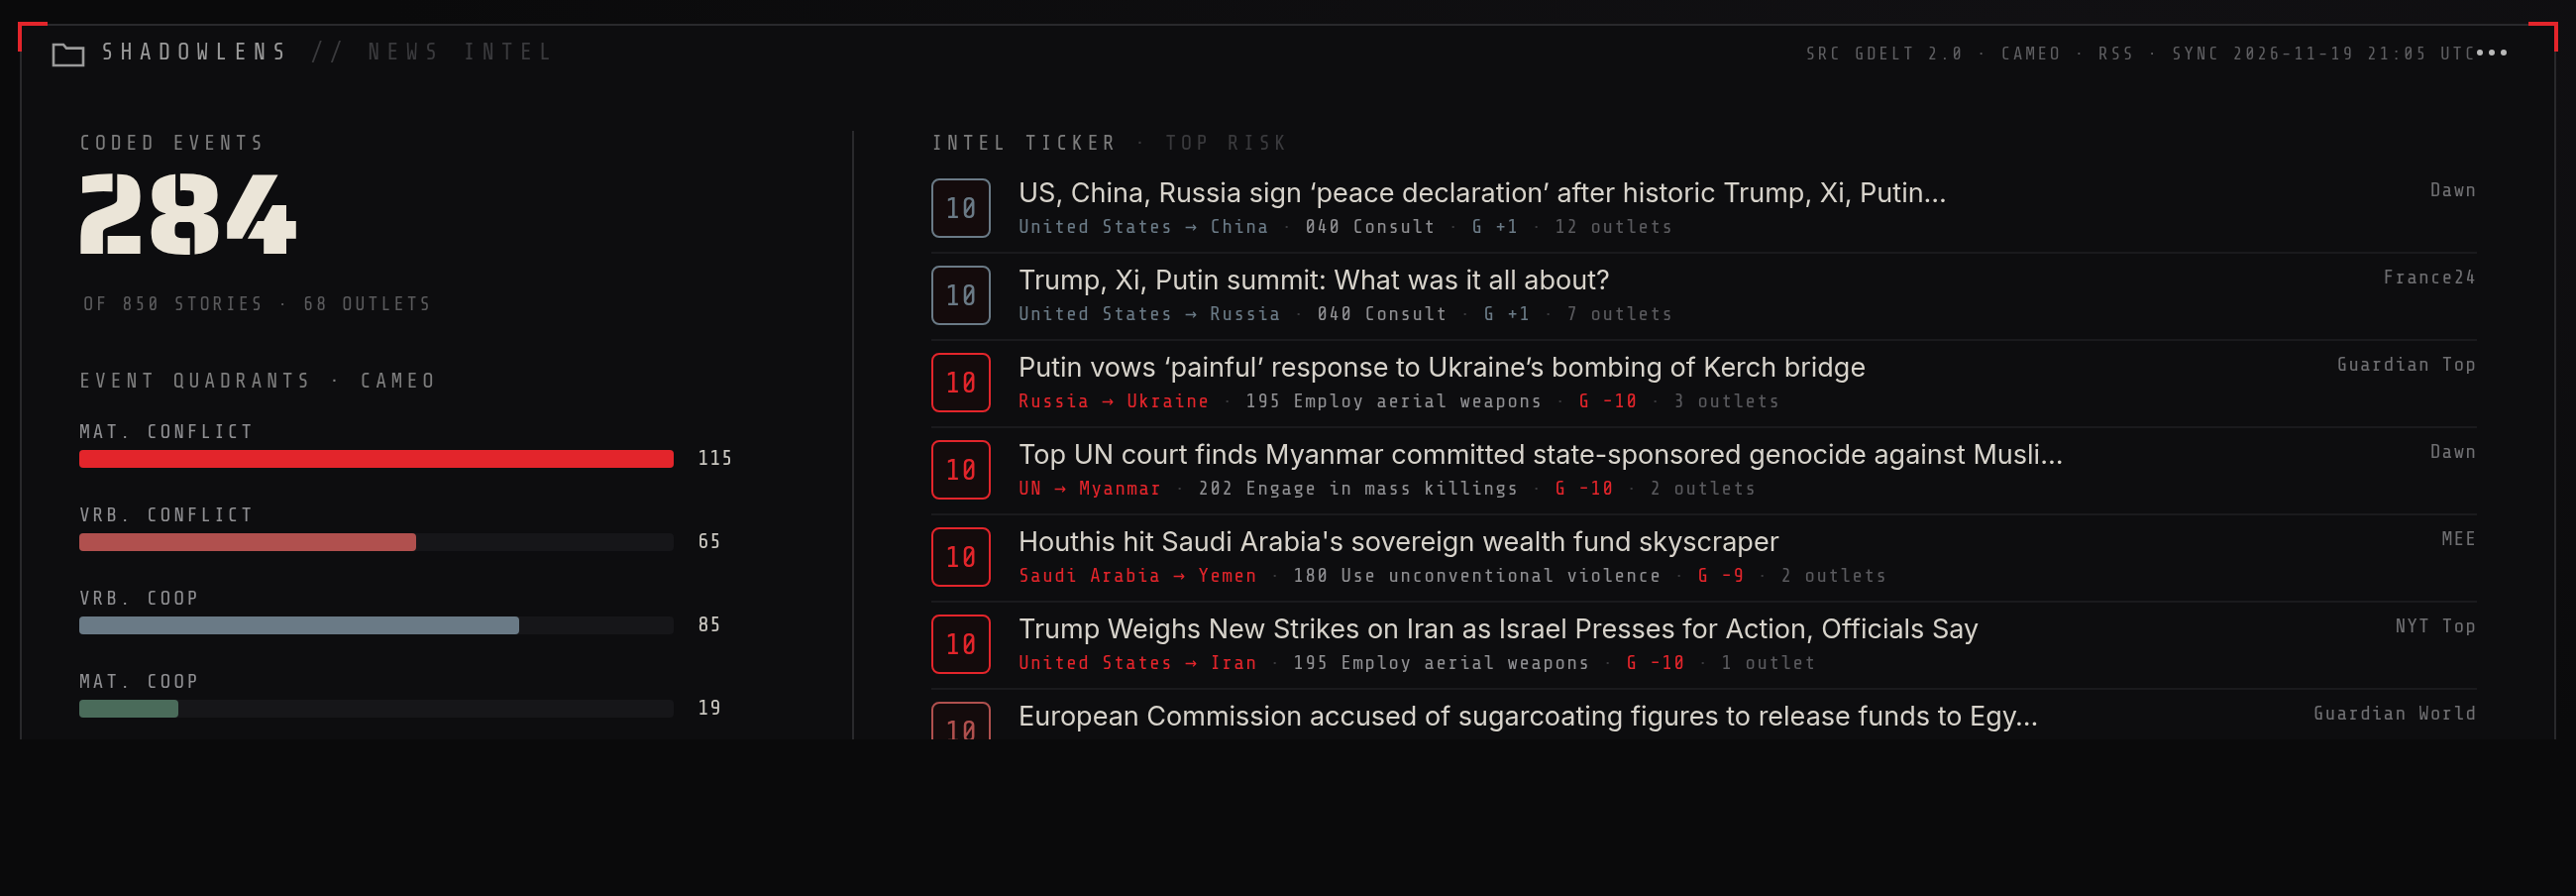 SHADOWLENS // NEWS INTEL
SRC GDELT 2.0 · CAMEO · RSS · SYNC 2026-11-19 21:05 UTC
CODED EVENTS
284
OF 850 STORIES · 68 OUTLETS
EVENT QUADRANTS · CAMEO
MAT. CONFLICT
115
VRB. CONFLICT
65
VRB. COOP
85
MAT. COOP
19
INTEL TICKER · TOP RISK
10
US, China, Russia sign ‘peace declaration’ after historic Trump, Xi, Putin...
Dawn
United States → China · 040 Consult · G +1 · 12 outlets
10
Trump, Xi, Putin summit: What was it all about?
France24
United States → Russia · 040 Consult · G +1 · 7 outlets
10
Putin vows ‘painful’ response to Ukraine’s bombing of Kerch bridge
Guardian Top
Russia → Ukraine · 195 Employ aerial weapons · G -10 · 3 outlets
10
Top UN court finds Myanmar committed state-sponsored genocide against Musli...
Dawn
UN → Myanmar · 202 Engage in mass killings · G -10 · 2 outlets
10
Houthis hit Saudi Arabia's sovereign wealth fund skyscraper
MEE
Saudi Arabia → Yemen · 180 Use unconventional violence · G -9 · 2 outlets
10
Trump Weighs New Strikes on Iran as Israel Presses for Action, Officials Say
NYT Top
United States → Iran · 195 Employ aerial weapons · G -10 · 1 outlet
10
European Commission accused of sugarcoating figures to release funds to Egy...
Guardian World